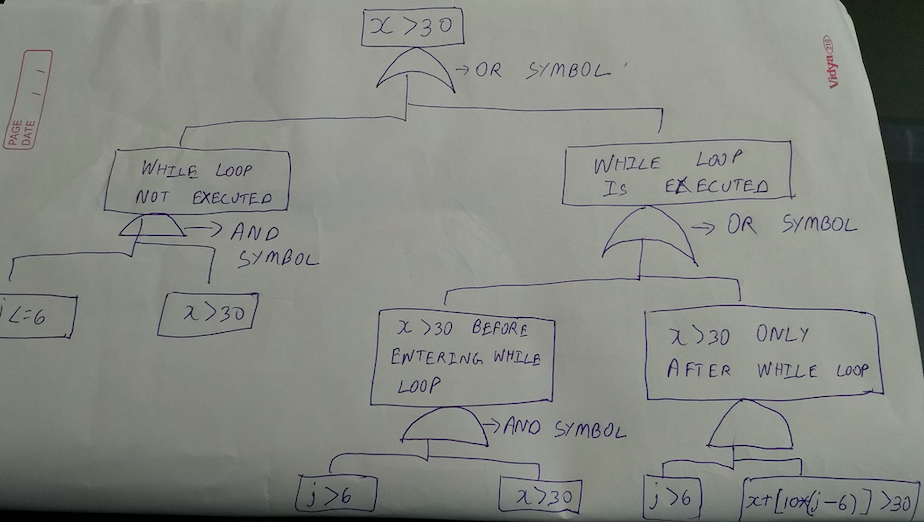 x >30
→ OR SYMBOL
Vidya
PAGE
DATE / /
WHILE LOOP
NOT EXECUTED
WHILE LOOP
IS EXECUTED
→ AND
SYMBOL
→ OR SYMBOL
j <=6
x >30
x >30 BEFORE
ENTERING WHILE
LOOP
x >30 ONLY
AFTER WHILE LOOP
→ AND SYMBOL
j >6
x >30
j >6
x+[10*(j-6)] >30